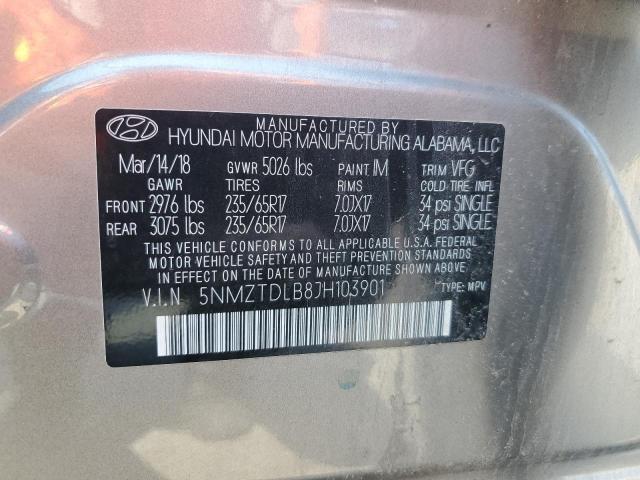 MANUFACTURED BY
HYUNDAI MOTOR MANUFACTURING ALABAMA, LLC
Mar/14/18 GVWR 5026 lbs PAINT IM TRIM VFG
GAWR TIRES RIMS COLD TIRE INFL
FRONT 2976 lbs 235/65R17 7.0JX17 34 psi SINGLE
REAR 3075 lbs 235/65R17 7.0JX17 34 psi SINGLE
THIS VEHICLE CONFORMS TO ALL APPLICABLE U.S.A. FEDERAL
MOTOR VEHICLE SAFETY AND THEFT PREVENTION STANDARDS
IN EFFECT ON THE DATE OF MANUFACTURE SHOWN ABOVE.
V.I.N 5NMZTDLB8JH103901 TYPE: MPV